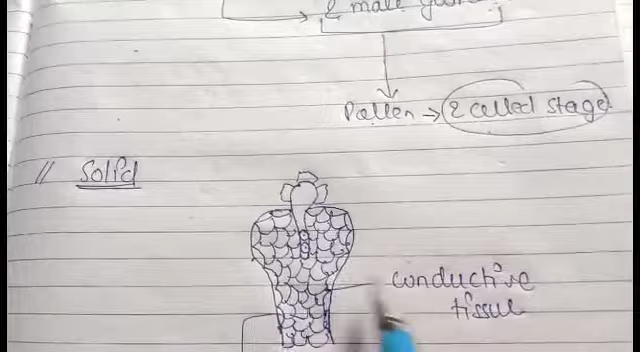 2 male
Pollen → 2 celled stage
// Solid
conductive
tissue